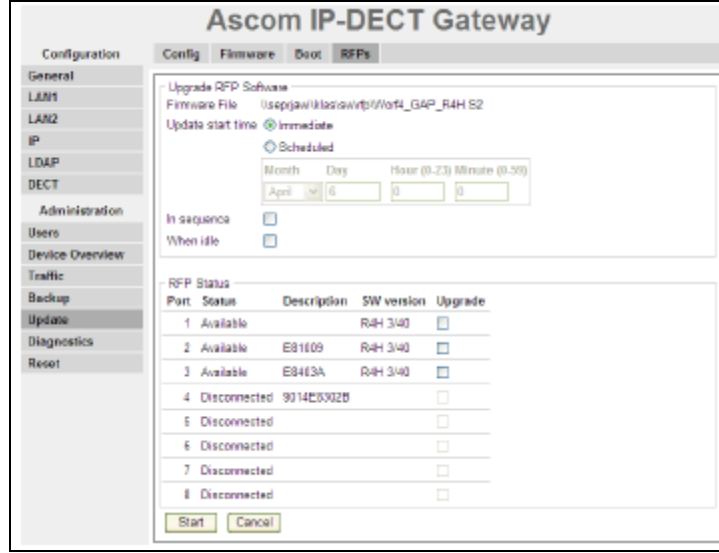 Ascom IP-DECT Gateway
Configuration
General
LAN1
LAN2
IP
LDAP
DECT
Administration
Users
Device Overview
Traffic
Backup
Update
Diagnostics
Reset
Config Firmware Boot RFPs
Upgrade RFP Software
Firmware File
Update start time Immediate
Scheduled
Month Day Hour (0-23) Minute (0-59)
April 6 0 0
In sequence
When idle
RFP Status
Port Status Description SW version Upgrade
1 Available R4H 3/40
2 Available E81009 R4H 3/40
3 Available E8403A R4H 3/40
4 Disconnected 9014E8302B
5 Disconnected
6 Disconnected
7 Disconnected
8 Disconnected
Start Cancel